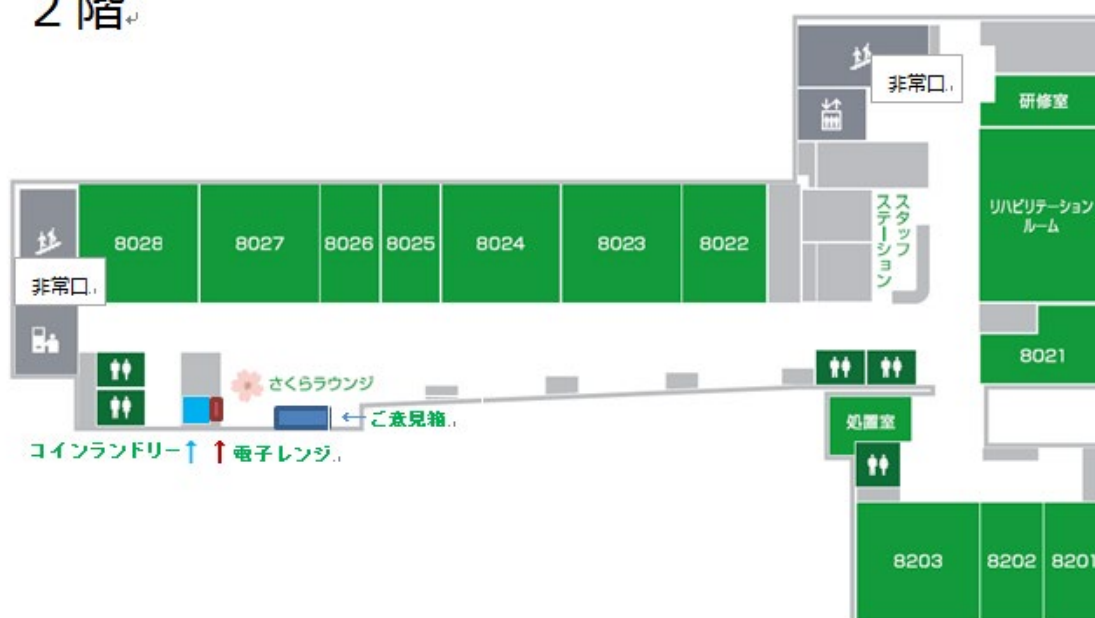 ２階
非常口
研修室
リハビリテーション
ルーム
スタッフ
ステーション
8028
8027
8026
8025
8024
8023
8022
非常口
8021
さくらラウンジ
←ご意見箱
コインランドリー↑
↑電子レンジ
処置室
8203
8202
8201